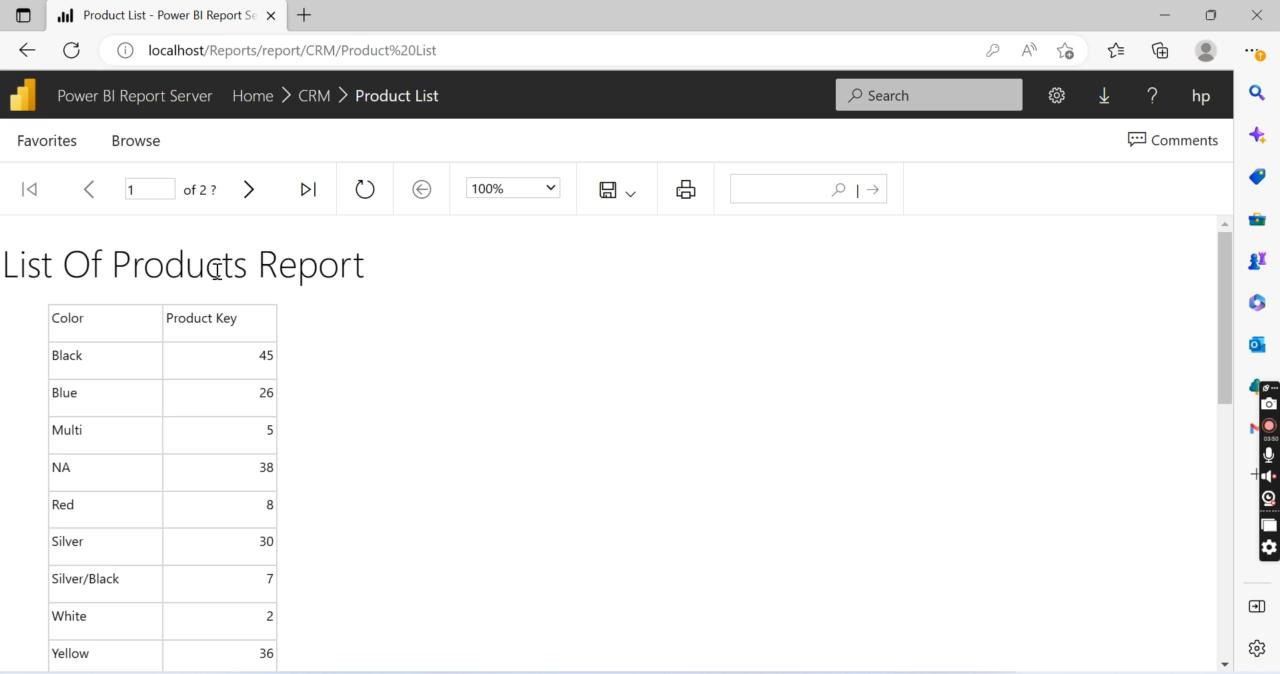 Product List - Power BI Report Se
localhost/Reports/report/CRM/Product%20List
Power BI Report Server Home > CRM > Product List Search ? hp
Favorites Browse Comments
1 of 2 ? 100%
List Of Products Report
Color Product Key
Black 45
Blue 26
Multi 5
NA 38
Red 8
Silver 30
Silver/Black 7
White 2
Yellow 36
03:50